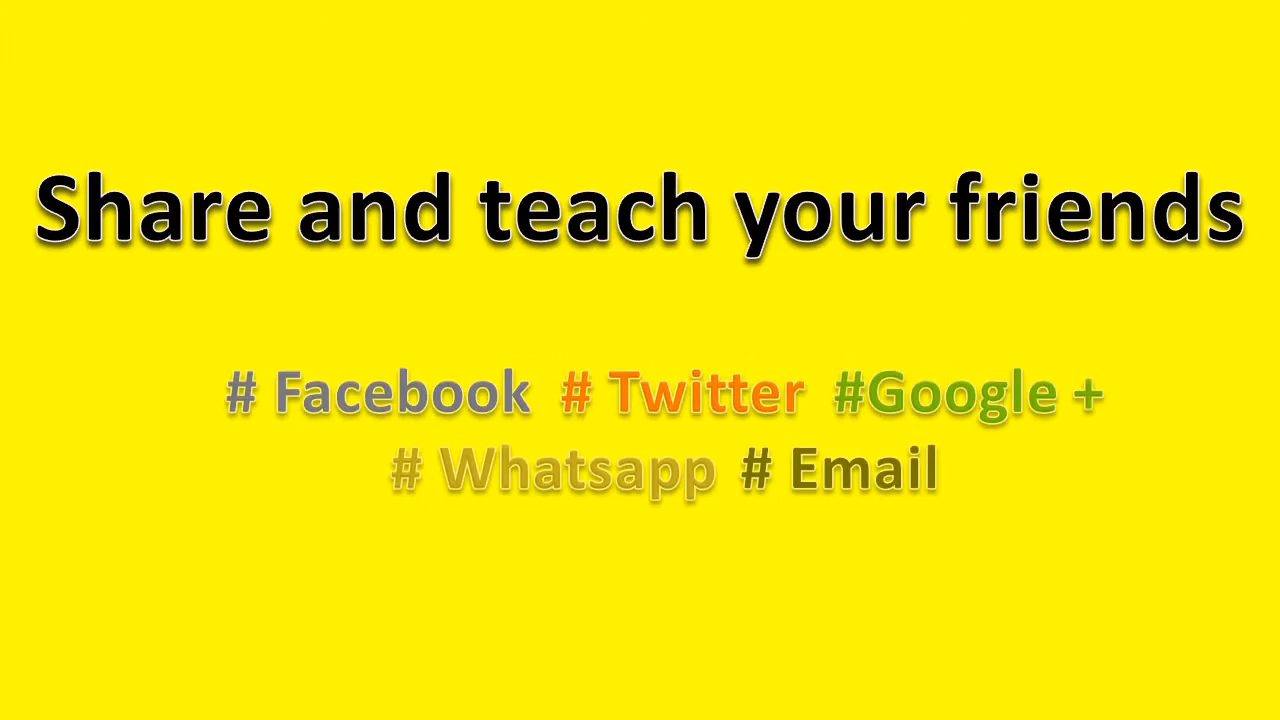 Share and teach your friends
# Facebook # Twitter #Google +
# Whatsapp # Email